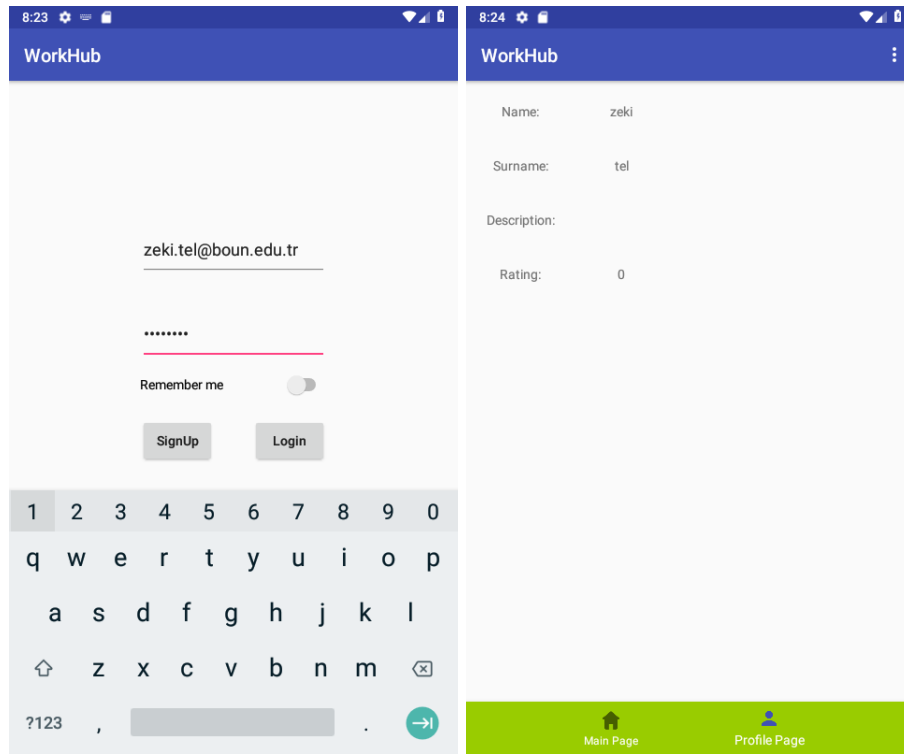 8:23
WorkHub
zeki.tel@boun.edu.tr
••••••••
Remember me
SignUp Login
1 2 3 4 5 6 7 8 9 0
q w e r t y u i o p
a s d f g h j k l
z x c v b n m
?123 , .
8:24
WorkHub
Name: zeki
Surname: tel
Description:
Rating: 0
Main Page Profile Page